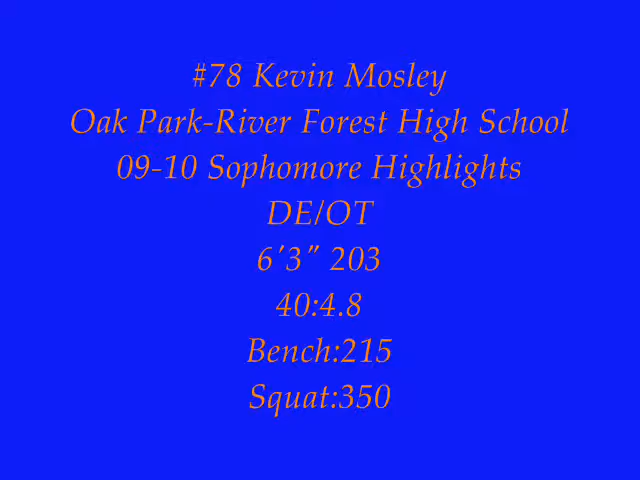 #78 Kevin Mosley
Oak Park-River Forest High School
09-10 Sophomore Highlights
DE/OT
6'3" 203
40:4.8
Bench:215
Squat:350